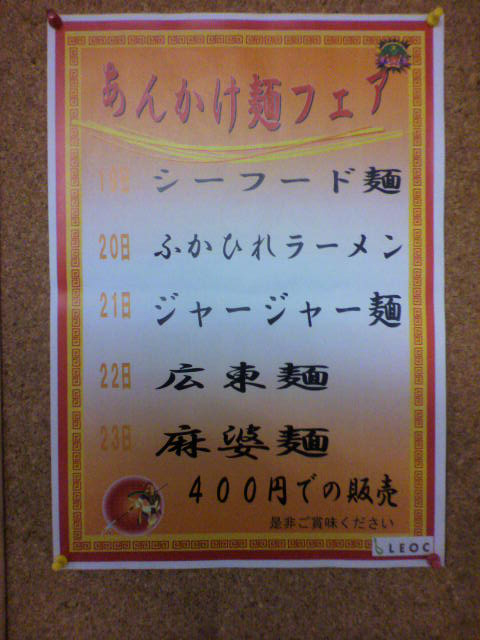 あんかけ麺フェア
19日 シーフード麺
20日 ふかひれラーメン
21日 ジャージャー麺
22日 広東麺
23日 麻婆麺
400円での販売
是非ご賞味ください
LEOC